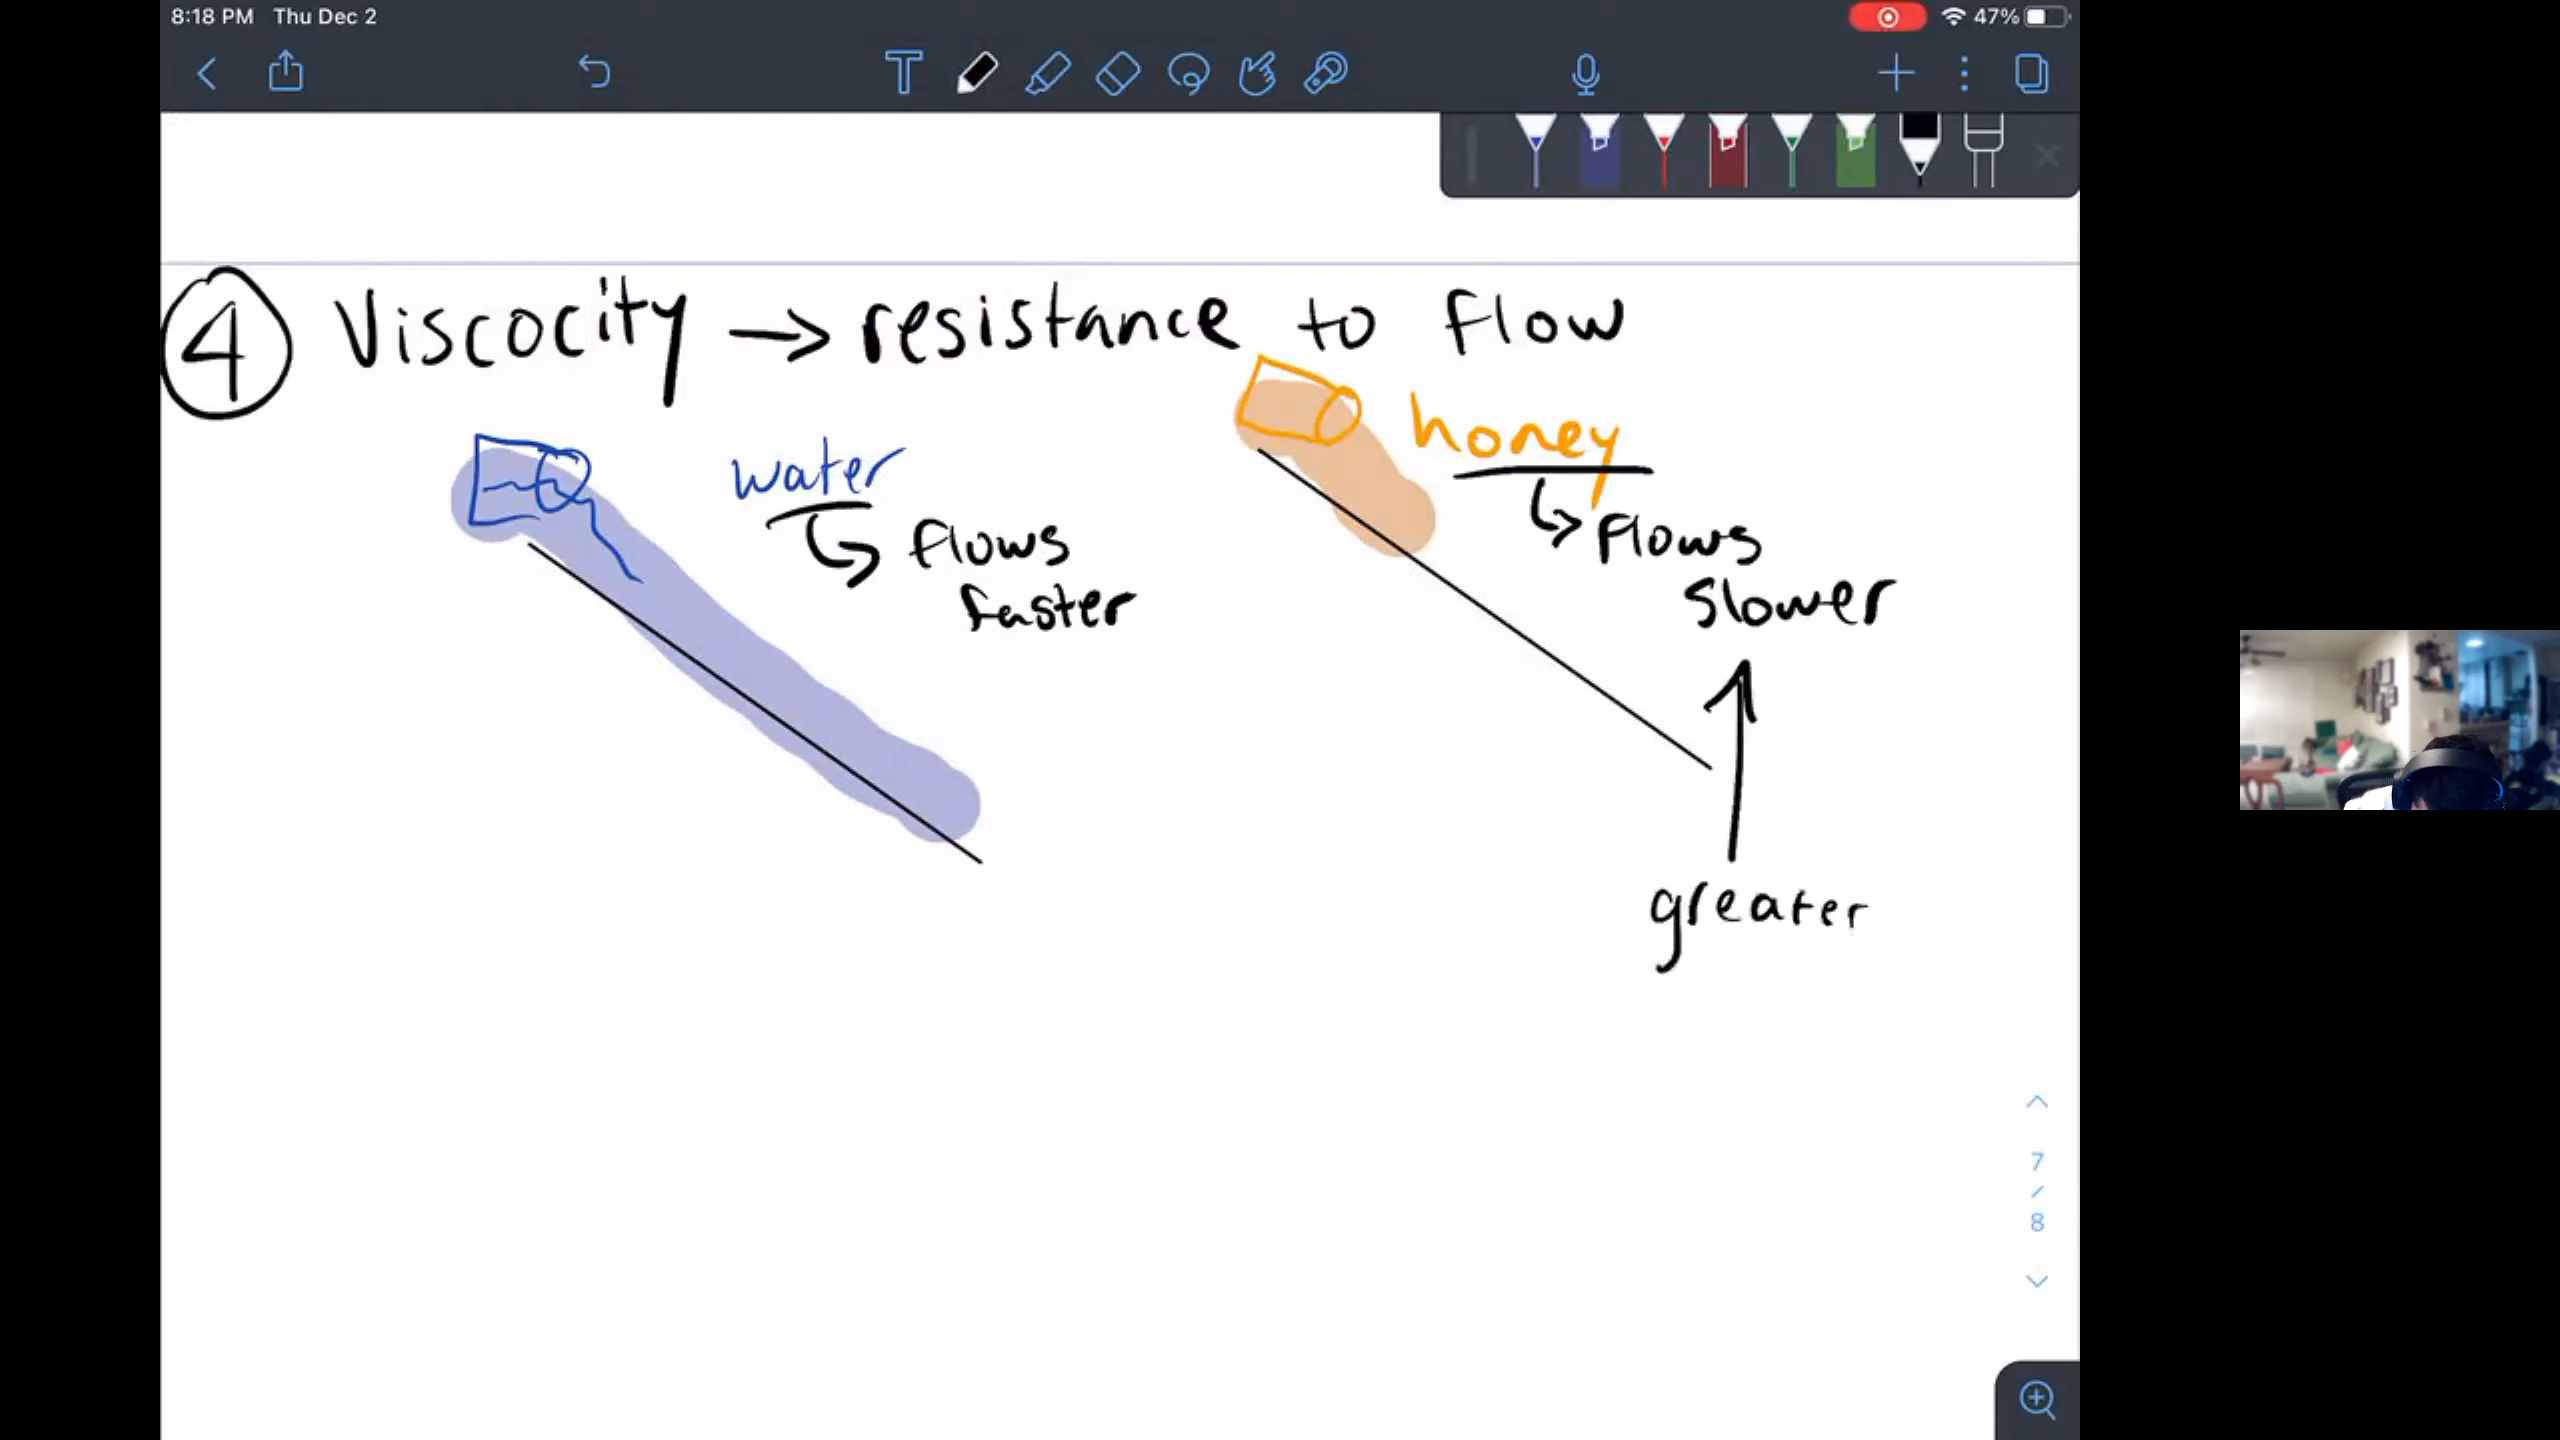 8:18 PM Thu Dec 2
47%
T
4 Viscocity → resistance to flow
water
↳ flows
faster
honey
↳ flows
slower
greater
7
/
8